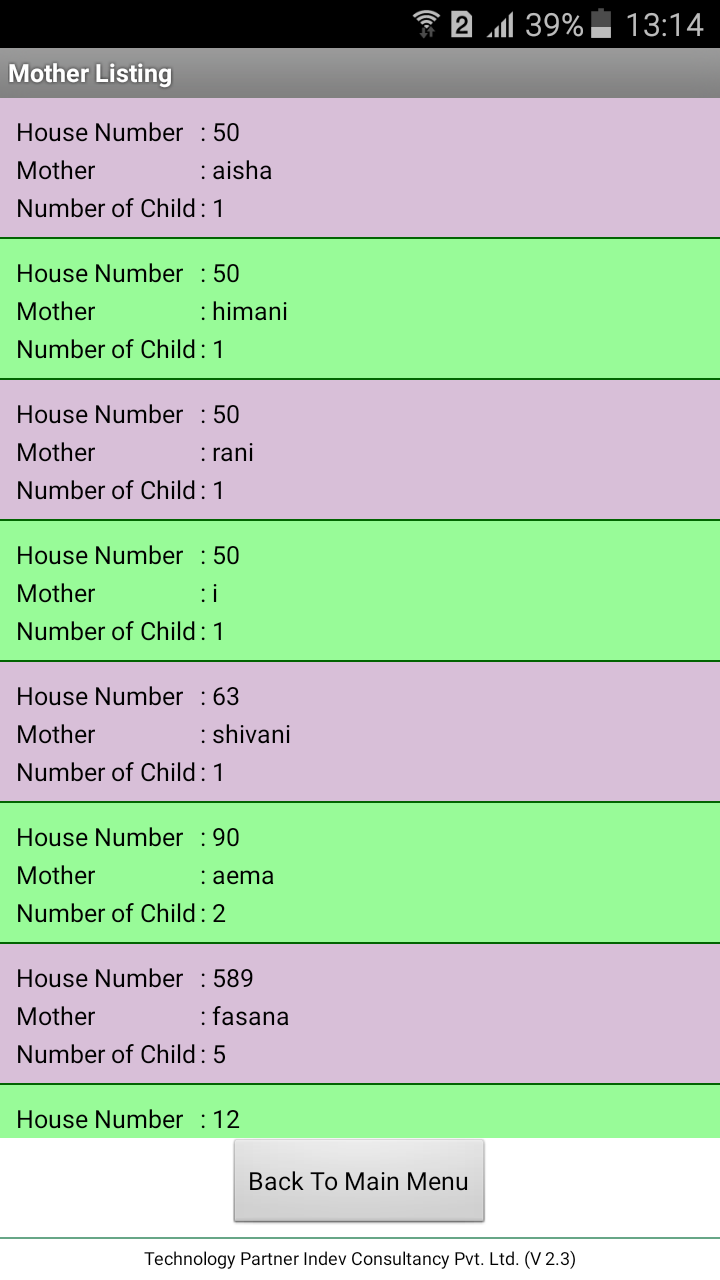 2 39% 13:14
Mother Listing
House Number : 50
Mother : aisha
Number of Child : 1
House Number : 50
Mother : himani
Number of Child : 1
House Number : 50
Mother : rani
Number of Child : 1
House Number : 50
Mother : i
Number of Child : 1
House Number : 63
Mother : shivani
Number of Child : 1
House Number : 90
Mother : aema
Number of Child : 2
House Number : 589
Mother : fasana
Number of Child : 5
House Number : 12
Back To Main Menu
Technology Partner Indev Consultancy Pvt. Ltd. (V 2.3)